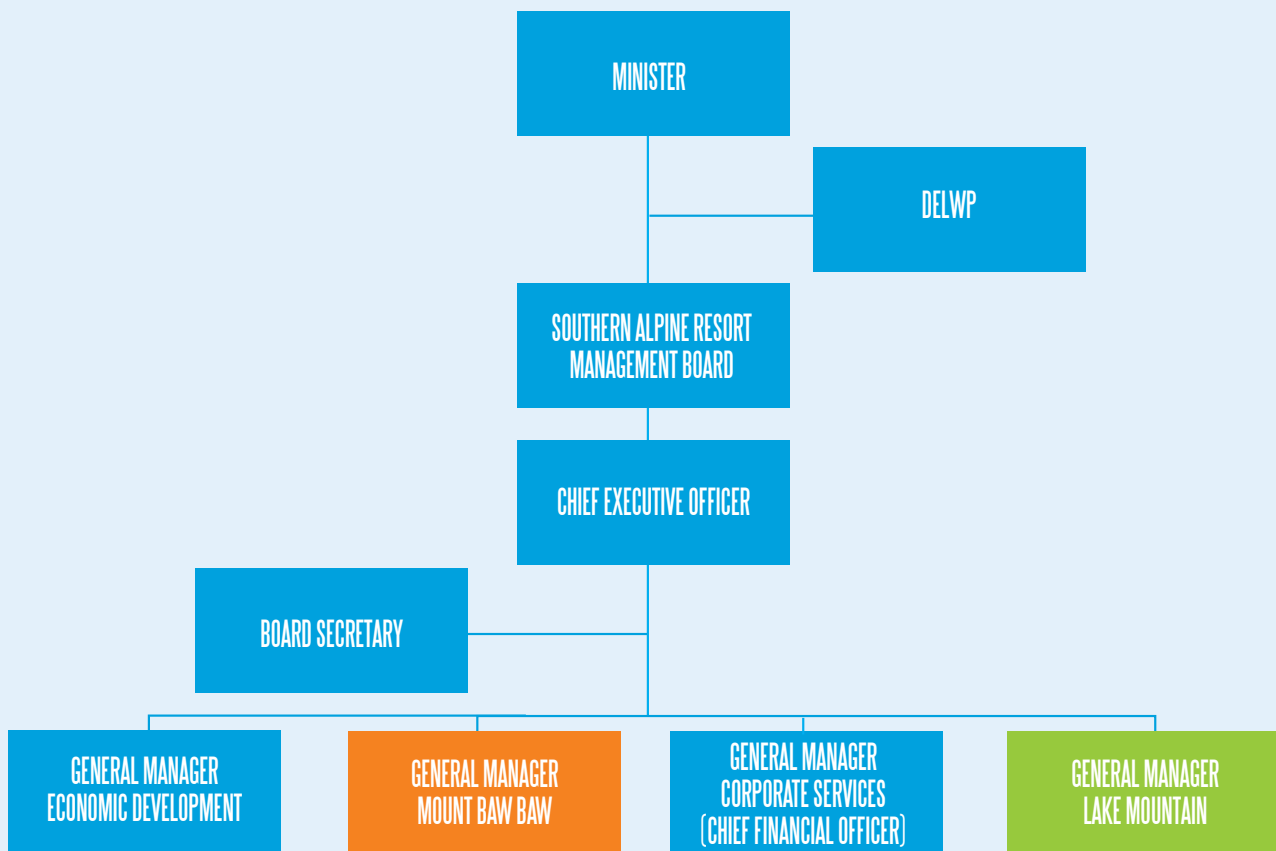 MINISTER
DELWP
SOUTHERN ALPINE RESORT
MANAGEMENT BOARD
CHIEF EXECUTIVE OFFICER
BOARD SECRETARY
GENERAL MANAGER
ECONOMIC DEVELOPMENT
GENERAL MANAGER
MOUNT BAW BAW
GENERAL MANAGER
CORPORATE SERVICES
(CHIEF FINANCIAL OFFICER)
GENERAL MANAGER
LAKE MOUNTAIN